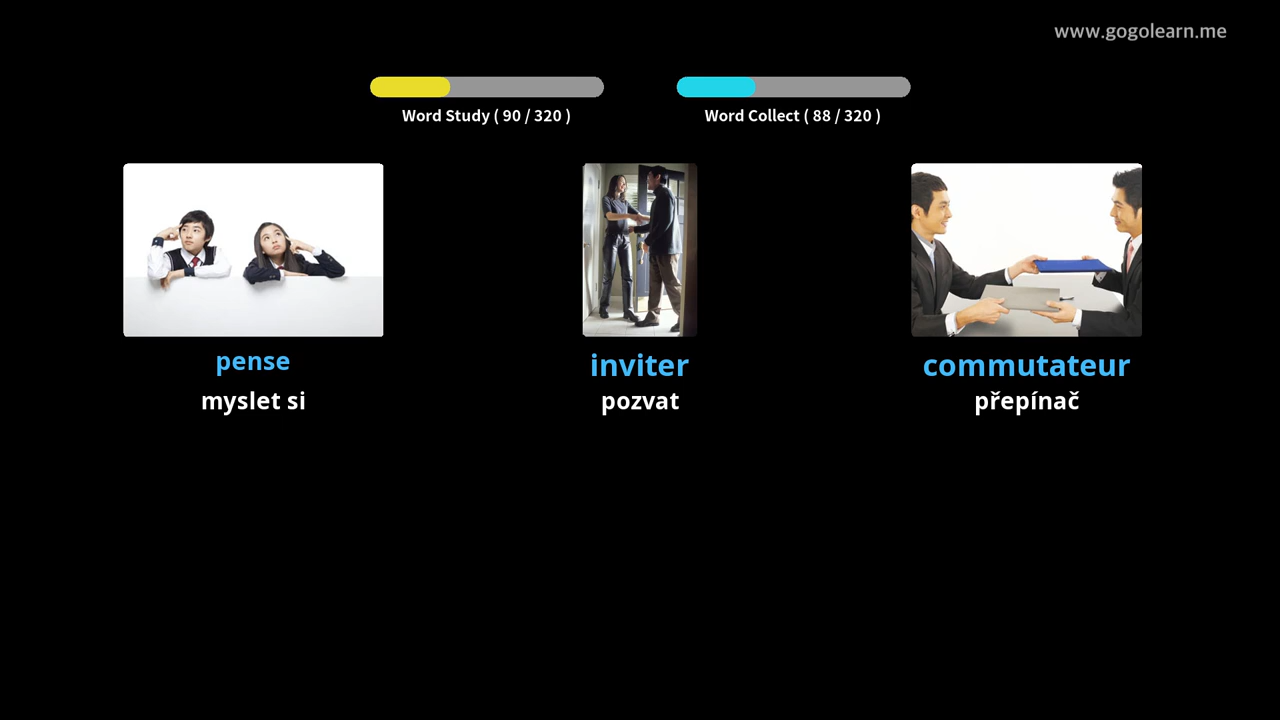 www.gogolearn.me
Word Study ( 90 / 320 )
Word Collect ( 88 / 320 )
pense
inviter
commutateur
myslet si
pozvat
přepínač